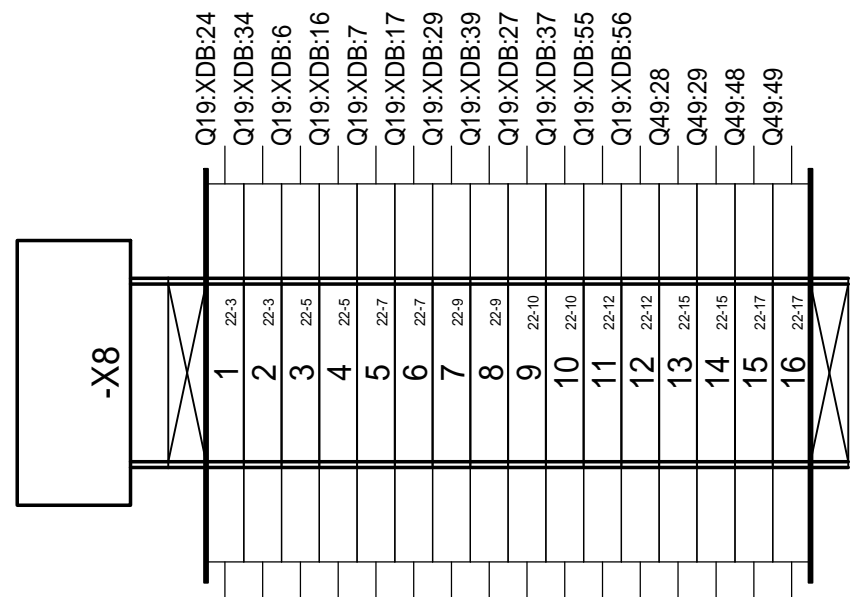 Q19:XDB:24
Q19:XDB:34
Q19:XDB:6
Q19:XDB:16
Q19:XDB:7
Q19:XDB:17
Q19:XDB:29
Q19:XDB:39
Q19:XDB:27
Q19:XDB:37
Q19:XDB:55
Q19:XDB:56
Q49:28
Q49:29
Q49:48
Q49:49
-X8
1 22-3
2 22-3
3 22-5
4 22-5
5 22-7
6 22-7
7 22-9
8 22-9
9 22-10
10 22-10
11 22-12
12 22-12
13 22-15
14 22-15
15 22-17
16 22-17